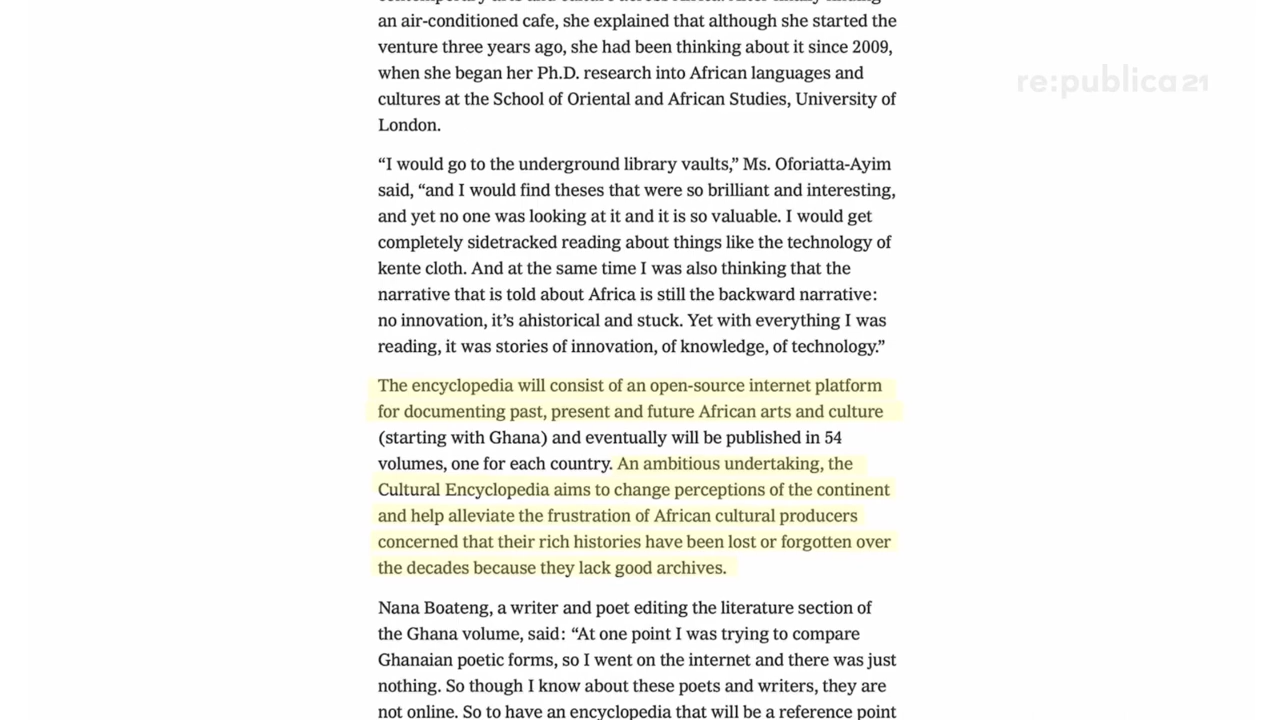 an air-conditioned cafe, she explained that although she started the
venture three years ago, she had been thinking about it since 2009,
when she began her Ph.D. research into African languages and
cultures at the School of Oriental and African Studies, University of
London.
re:publica 21
“I would go to the underground library vaults,” Ms. Oforiatta-Ayim
said, “and I would find theses that were so brilliant and interesting,
and yet no one was looking at it and it is so valuable. I would get
completely sidetracked reading about things like the technology of
kente cloth. And at the same time I was also thinking that the
narrative that is told about Africa is still the backward narrative:
no innovation, it’s ahistorical and stuck. Yet with everything I was
reading, it was stories of innovation, of knowledge, of technology.”
The encyclopedia will consist of an open-source internet platform
for documenting past, present and future African arts and culture
(starting with Ghana) and eventually will be published in 54
volumes, one for each country. An ambitious undertaking, the
Cultural Encyclopedia aims to change perceptions of the continent
and help alleviate the frustration of African cultural producers
concerned that their rich histories have been lost or forgotten over
the decades because they lack good archives.
Nana Boateng, a writer and poet editing the literature section of
the Ghana volume, said: “At one point I was trying to compare
Ghanaian poetic forms, so I went on the internet and there was just
nothing. So though I know about these poets and writers, they are
not online. So to have an encyclopedia that will be a reference point